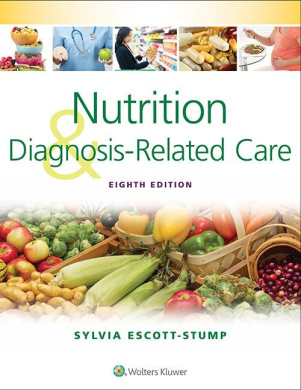 Nutrition
&
Diagnosis-Related Care
EIGHTH EDITION
SYLVIA ESCOTT-STUMP
Wolters Kluwer